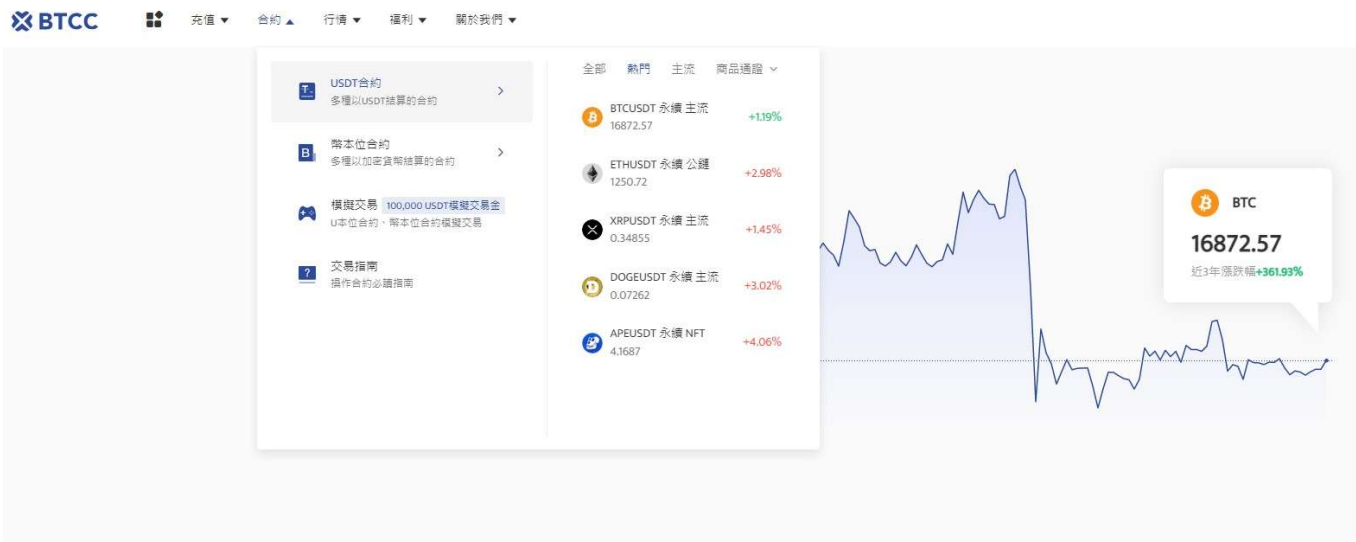 BTCC
充值 合約 行情 福利 關於我們
USDT合約
多種以USDT結算的合約
幣本位合約
多種以加密貨幣結算的合約
模擬交易 100,000 USDT模擬交易金
U本位合約、幣本位合約模擬交易
交易指南
操作合約必讀指南
全部 熱門 主流 商品通證
BTCUSDT 永續 主流
16872.57
+1.19%
ETHUSDT 永續 公鏈
1250.72
+2.98%
XRPUSDT 永續 主流
0.34855
+1.45%
DOGEUSDT 永續 主流
0.07262
+3.02%
APEUSDT 永續 NFT
4.1687
+4.06%
BTC
16872.57
近3年漲跌幅+361.93%